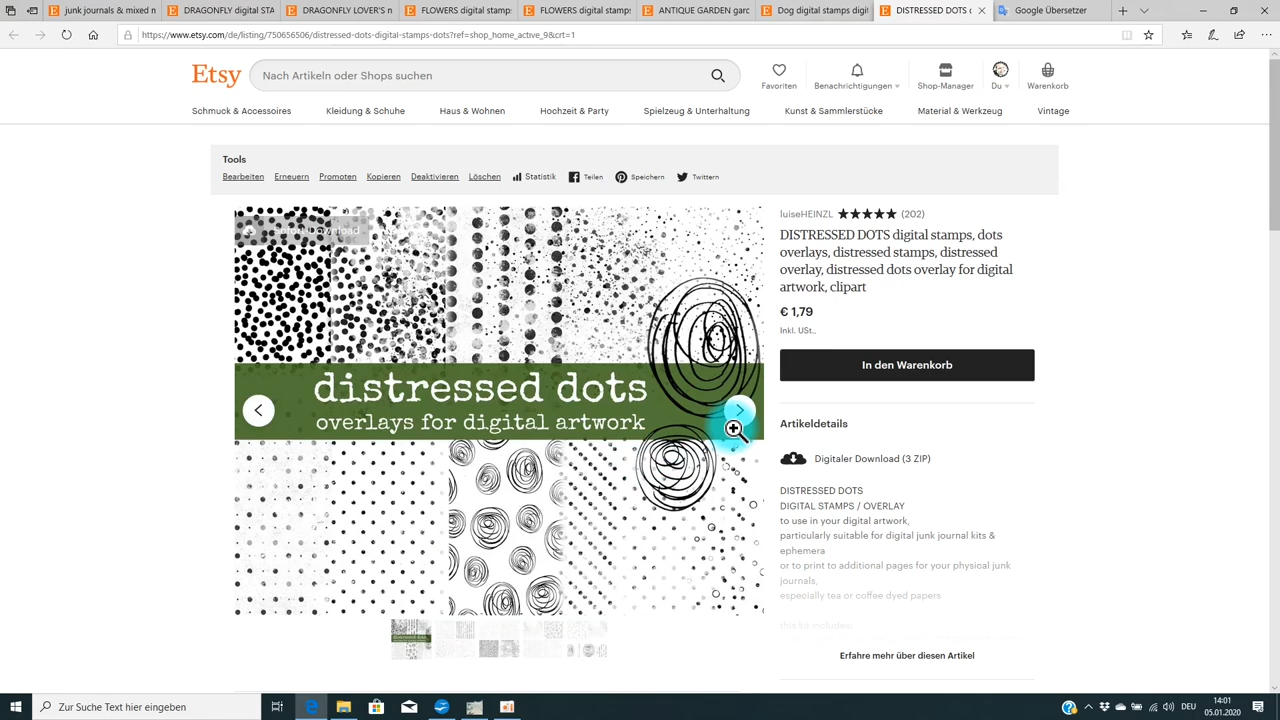 junk journals & mixed n
DRAGONFLY digital STA
DRAGONFLY LOVER'S n
FLOWERS digital stamps
FLOWERS digital stamps
ANTIQUE GARDEN garc
Dog digital stamps digit
DISTRESSED DOTS d
Google Übersetzer
https://www.etsy.com/de/listing/750656506/distressed-dots-digital-stamps-dots?ref=shop_home_active_9&crt=1
Etsy
Nach Artikeln oder Shops suchen
Favoriten
Benachrichtigungen
Shop-Manager
Du
Warenkorb
Schmuck & Accessoires
Kleidung & Schuhe
Haus & Wohnen
Hochzeit & Party
Spielzeug & Unterhaltung
Kunst & Sammlerstücke
Material & Werkzeug
Vintage
Tools
Bearbeiten
Erneuern
Promoten
Kopieren
Deaktivieren
Löschen
Statistik
Teilen
Speichern
Twittern
Sofort-Download
distressed dots
overlays for digital artwork
luiseHEINZL ★★★★★ (202)
DISTRESSED DOTS digital stamps, dots
overlays, distressed stamps, distressed
overlay, distressed dots overlay for digital
artwork, clipart
€ 1,79
Inkl. USt..
In den Warenkorb
Artikeldetails
Digitaler Download (3 ZIP)
DISTRESSED DOTS
DIGITAL STAMPS / OVERLAY
to use in your digital artwork,
particularly suitable for digital junk journal kits &
ephemera
or to print to additional pages for your physical junk
journals,
especially tea or coffee dyed papers
this kit includes:
Erfahre mehr über diesen Artikel
Zur Suche Text hier eingeben
DEU
14:01
05.01.2020